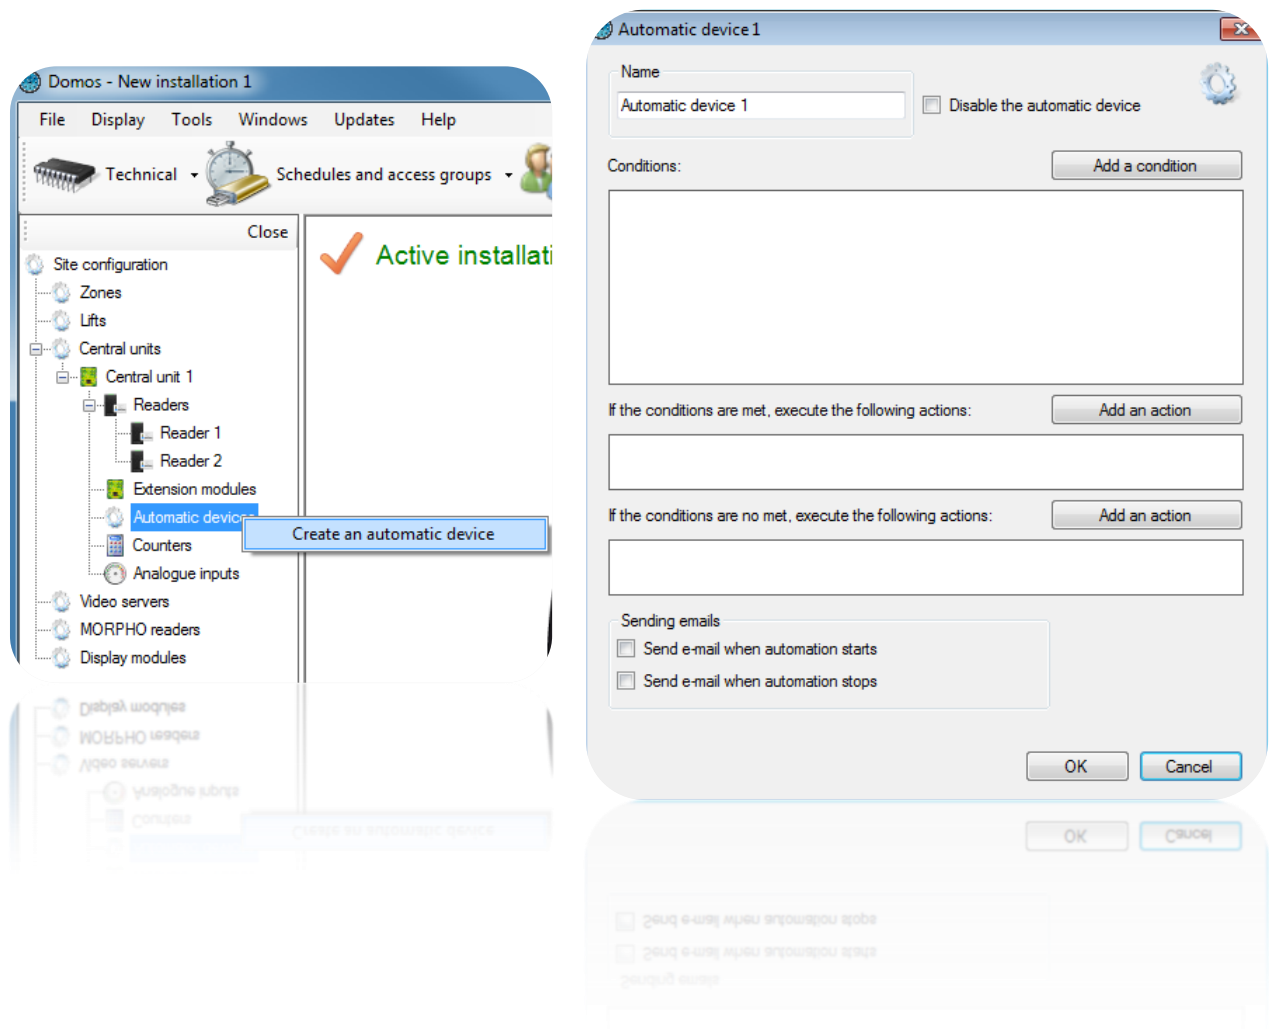 Domos - New installation 1
File Display Tools Windows Updates Help
Technical Schedules and access groups
Close
Active installati
Site configuration
Zones
Lifts
Central units
Central unit 1
Readers
Reader 1
Reader 2
Extension modules
Automatic devices
Create an automatic device
Counters
Analogue inputs
Video servers
MORPHO readers
Display modules
Automatic device 1
Name
Automatic device 1
Disable the automatic device
Conditions:
Add a condition
If the conditions are met, execute the following actions:
Add an action
If the conditions are no met, execute the following actions:
Add an action
Sending emails
Send e-mail when automation starts
Send e-mail when automation stops
OK
Cancel